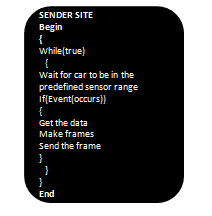 SENDER SITE
Begin
{
While(true)
{
Wait for car to be in the
predefined sensor range
If(Event(occurs))
{
Get the data
Make frames
Send the frame
}
}
}
End